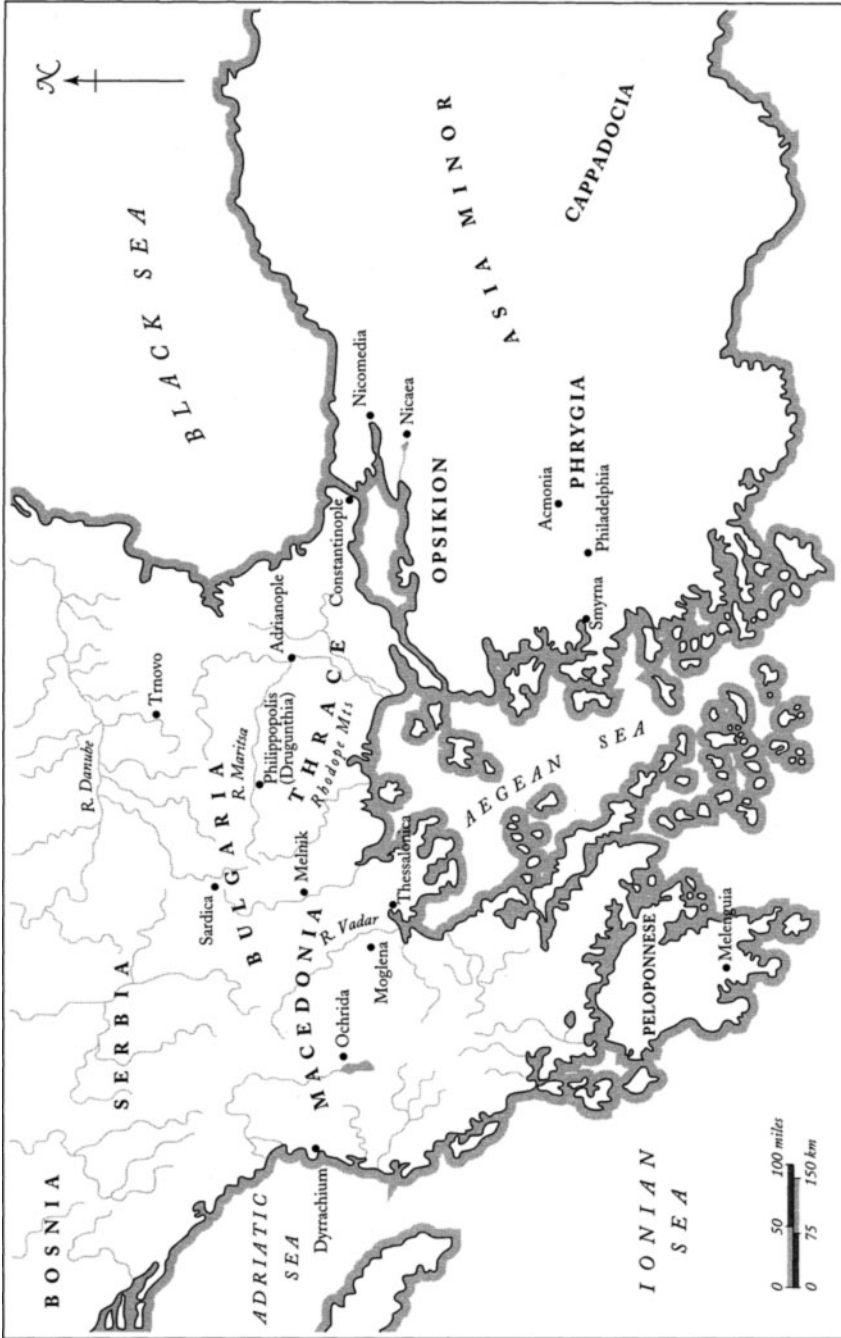 N
BLACK SEA
BOSNIA
SERBIA
R. Danube
Trnovo
Sardica
BULGARIA
R. Maritsa
Philippopolis
(Drugunthia)
Adrianople
THRACE
Rhodope Mts
Melnik
Constantinople
Nicomedia
Nicaea
OPSIKION
ASIA MINOR
CAPPADOCIA
PHRYGIA
Acmonia
Philadelphia
Smyrna
AEGEAN SEA
Thessalonica
R. Vadar
MACEDONIA
Moglena
Ochrida
Dyrrachium
ADRIATIC
SEA
PELOPONNESE
Melenguia
IONIAN
SEA
0 50 100 miles
0 75 150 km